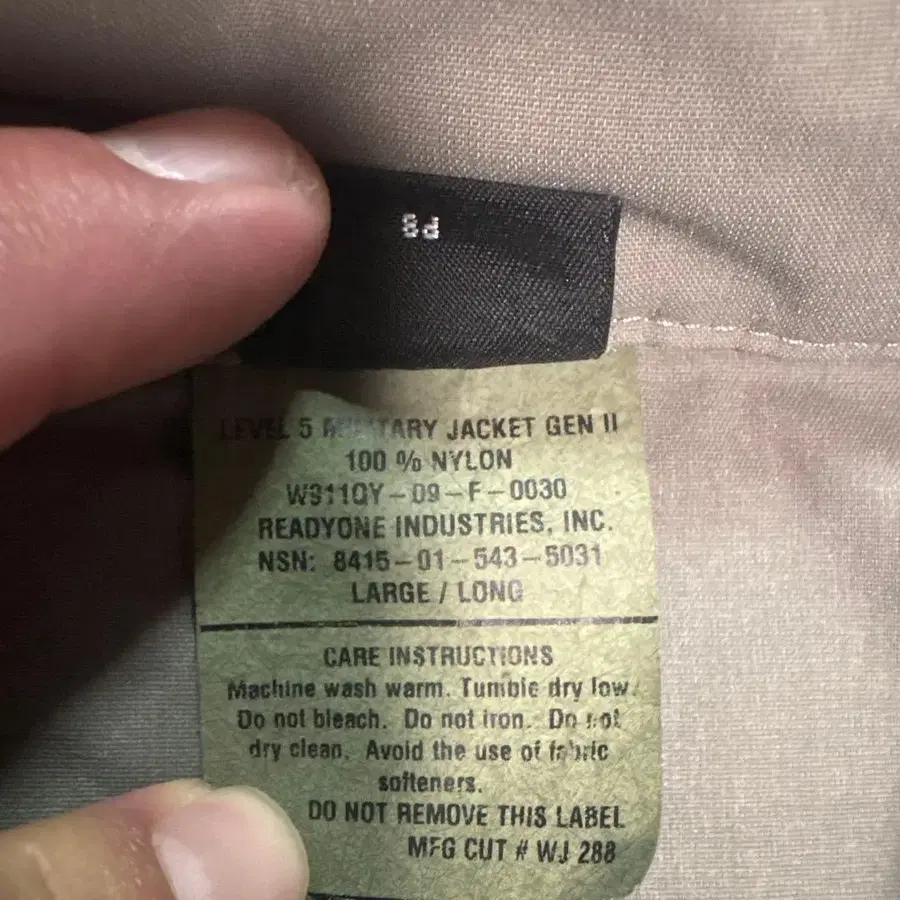 LEVEL 5 MILITARY JACKET GEN II
100 % NYLON
W911QY-09-F-0030
READYONE INDUSTRIES, INC.
NSN: 8415-01-543-5031
LARGE / LONG
CARE INSTRUCTIONS
Machine wash warm. Tumble dry low.
Do not bleach. Do not iron. Do not
dry clean. Avoid the use of fabric
softeners.
DO NOT REMOVE THIS LABEL
MFG CUT # WJ 288